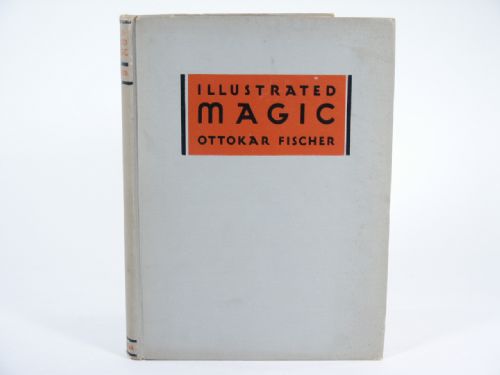 ILLUSTRATED
MAGIC
OTTOKAR FISCHER